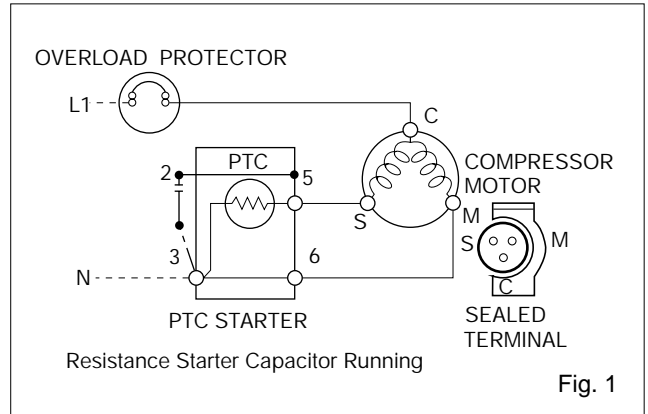 OVERLOAD PROTECTOR
L1
C
PTC
2
5
COMPRESSOR
MOTOR
S
M
S
M
3
6
N
C
PTC STARTER
SEALED
TERMINAL
Resistance Starter Capacitor Running
Fig. 1